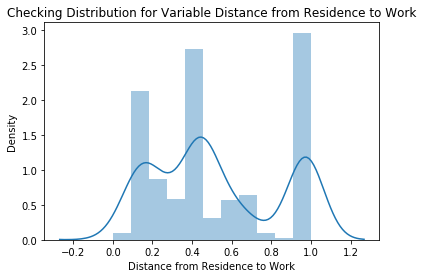 Checking Distribution for Variable Distance from Residence to Work
3.0
2.5
2.0
1.5
1.0
0.5
0.0
Density
−0.2 0.0 0.2 0.4 0.6 0.8 1.0 1.2
Distance from Residence to Work